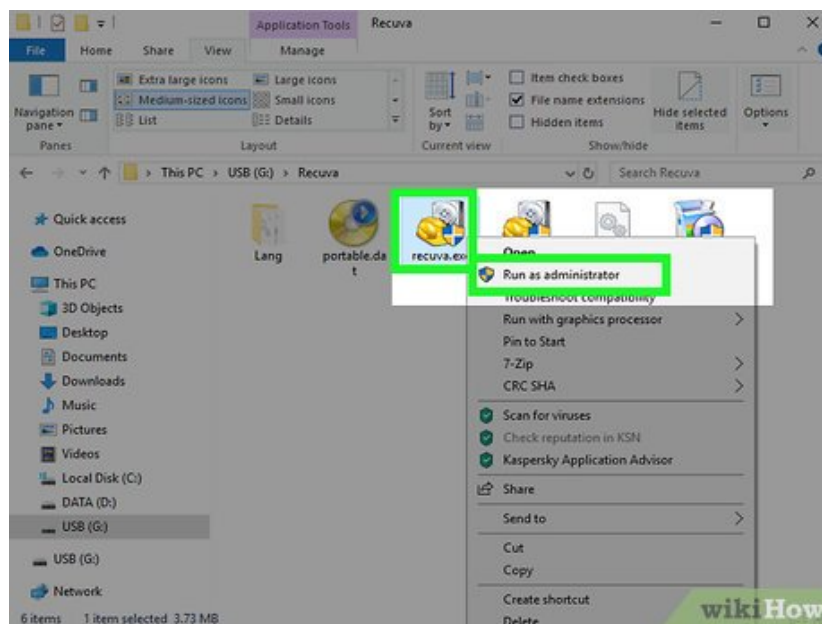 Application Tools Recuva
File Home Share View Manage
Extra large icons Large icons
Medium-sized icons Small icons
List Details
Navigation pane
Sort by
Item check boxes
File name extensions
Hidden items
Hide selected items
Options
Panes Layout Current view Show/hide
This PC > USB (G:) > Recuva
Search Recuva
Quick access
OneDrive
This PC
3D Objects
Desktop
Documents
Downloads
Music
Pictures
Videos
Local Disk (C:)
DATA (D:)
USB (G:)
USB (G:)
Network
Lang
portable.da
t
recuva.ex
Open
Run as administrator
Troubleshoot compatibility
Run with graphics processor
Pin to Start
7-Zip
CRC SHA
Scan for viruses
Check reputation in KSN
Kaspersky Application Advisor
Share
Send to
Cut
Copy
Create shortcut
Delete
6 items 1 item selected 3.73 MB
wikiHow